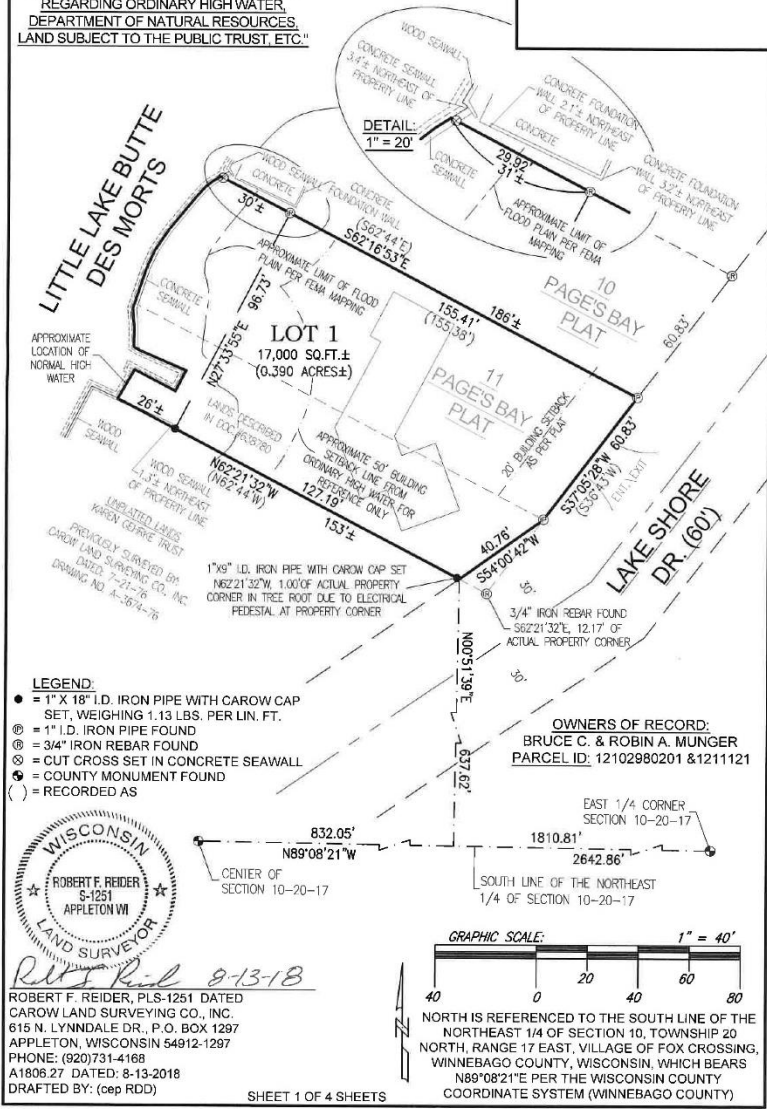 REGARDING ORDINARY HIGH WATER,
DEPARTMENT OF NATURAL RESOURCES,
LAND SUBJECT TO THE PUBLIC TRUST, ETC."
WOOD SEAWALL
CONCRETE SEAWALL
3.4'± NORTHEAST OF
PROPERTY LINE
CONCRETE FOUNDATION
WALL 2.1'± NORTHEAST
OF PROPERTY LINE
CONCRETE
DETAIL:
1" = 20'
29.92'
31'±
CONCRETE
SEAWALL
CONCRETE FOUNDATION
WALL 3.2'± NORTHEAST
OF PROPERTY LINE
APPROXIMATE LIMIT OF
FLOOD PLAIN PER FEMA
MAPPING
LITTLE LAKE BUTTE
DES MORTS
WOOD SEAWALL
CONCRETE
CONCRETE
FOUNDATION WALL
30'±
(S62°44'E)
S62°16'53"E
APPROXIMATE LIMIT OF FLOOD
PLAIN PER FEMA MAPPING
155.41'
(155.38')
186'±
10
PAGE'S BAY
PLAT
60.83'
CONCRETE
SEAWALL
N27°33'55"E 96.73'
LOT 1
17,000 SQ.FT.±
(0.390 ACRES±)
11
PAGE'S BAY
PLAT
APPROXIMATE
LOCATION OF
NORMAL HIGH
WATER
26'±
LANDS DESCRIBED
IN DOC #638780
20' BUILDING SETBACK
AS PER PLAT
S37°05'28"W 60.83'
(S36°43'W)
ENT./EXIT
WOOD
SEAWALL
WOOD SEAWALL
1.3'± NORTHEAST
OF PROPERTY LINE
N62°21'32"W
(N62°44'W)
127.19'
153'±
APPROXIMATE 50' BUILDING
SETBACK LINE FROM
ORDINARY HIGH WATER FOR
REFERENCE ONLY
UNPLATTED LANDS
KAREN GEHRKE TRUST
PREVIOUSLY SURVEYED BY:
CAROW LAND SURVEYING CO., INC.
DATED: 7-21-76
DRAWING NO. A-3674-76
40.76'
S54°00'42"W
LAKE SHORE
DR. (60')
1"X9" I.D. IRON PIPE WITH CAROW CAP SET
N62°21'32"W, 1.00'OF ACTUAL PROPERTY
CORNER IN TREE ROOT DUE TO ELECTRICAL
PEDESTAL AT PROPERTY CORNER
30'
3/4" IRON REBAR FOUND
S62°21'32"E, 12.17' OF
ACTUAL PROPERTY CORNER
30'
N00°51'39"E
637.62'
LEGEND:
= 1" X 18" I.D. IRON PIPE WITH CAROW CAP
SET, WEIGHING 1.13 LBS. PER LIN. FT.
Ⓟ = 1" I.D. IRON PIPE FOUND
Ⓡ = 3/4" IRON REBAR FOUND
⊗ = CUT CROSS SET IN CONCRETE SEAWALL
= COUNTY MONUMENT FOUND
( ) = RECORDED AS
OWNERS OF RECORD:
BRUCE C. & ROBIN A. MUNGER
PARCEL ID: 12102980201 &1211121
EAST 1/4 CORNER
SECTION 10-20-17
832.05'
N89°08'21"W
1810.81'
2642.86'
CENTER OF
SECTION 10-20-17
SOUTH LINE OF THE NORTHEAST
1/4 OF SECTION 10-20-17
WISCONSIN
ROBERT F. REIDER
S-1251
APPLETON WI
LAND SURVEYOR
8-13-18
ROBERT F. REIDER, PLS-1251 DATED
CAROW LAND SURVEYING CO., INC.
615 N. LYNNDALE DR., P.O. BOX 1297
APPLETON, WISCONSIN 54912-1297
PHONE: (920)731-4168
A1806.27 DATED: 8-13-2018
DRAFTED BY: (cep RDD)
SHEET 1 OF 4 SHEETS
GRAPHIC SCALE: 1" = 40'
40 0 20 40 60 80
N
NORTH IS REFERENCED TO THE SOUTH LINE OF THE
NORTHEAST 1/4 OF SECTION 10, TOWNSHIP 20
NORTH, RANGE 17 EAST, VILLAGE OF FOX CROSSING,
WINNEBAGO COUNTY, WISCONSIN, WHICH BEARS
N89°08'21"E PER THE WISCONSIN COUNTY
COORDINATE SYSTEM (WINNEBAGO COUNTY)